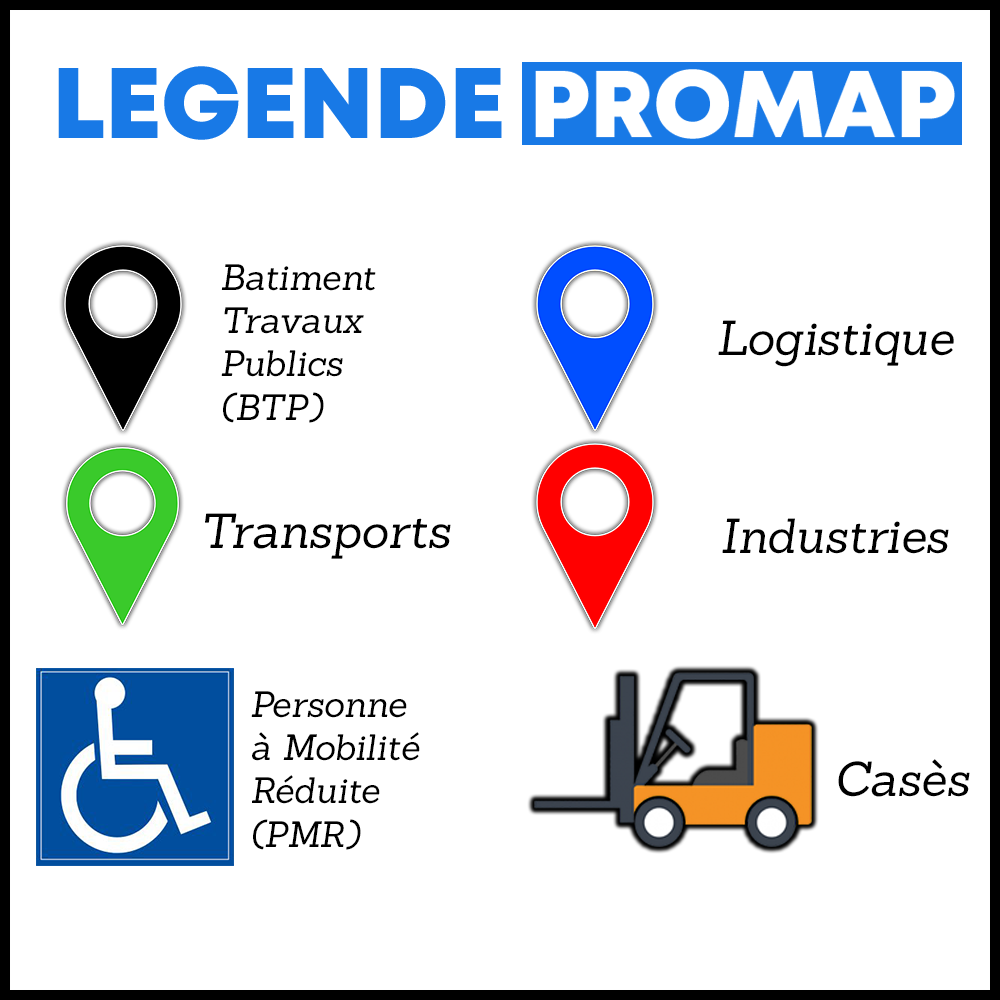 LEGENDE PROMAP
Batiment
Travaux
Publics
(BTP)
Logistique
Transports
Industries
Personne
à Mobilité
Réduite
(PMR)
Casès